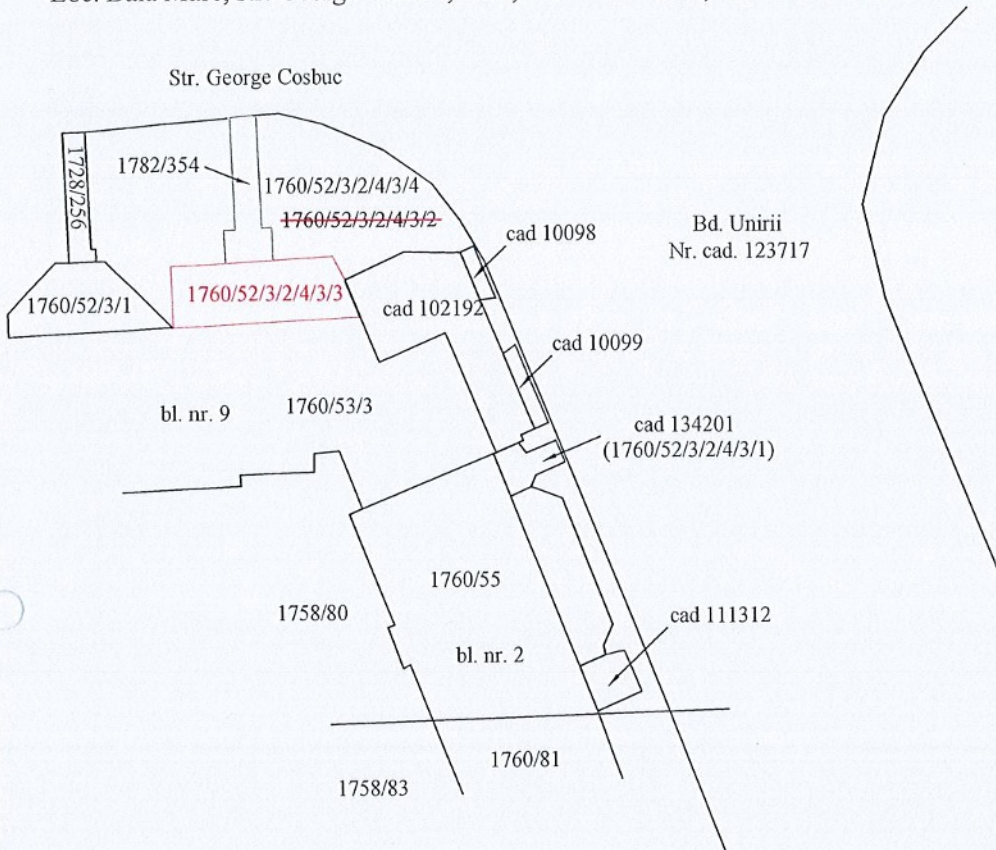 Str. George Cosbuc
1728/256
1782/354
1760/52/3/2/4/3/4
1760/52/3/2/4/3/2
cad 10098
Bd. Unirii
Nr. cad. 123717
1760/52/3/1
1760/52/3/2/4/3/3
cad 102192
cad 10099
bl. nr. 9
1760/53/3
cad 134201
(1760/52/3/2/4/3/1)
1760/55
1758/80
cad 111312
bl. nr. 2
1760/81
1758/83